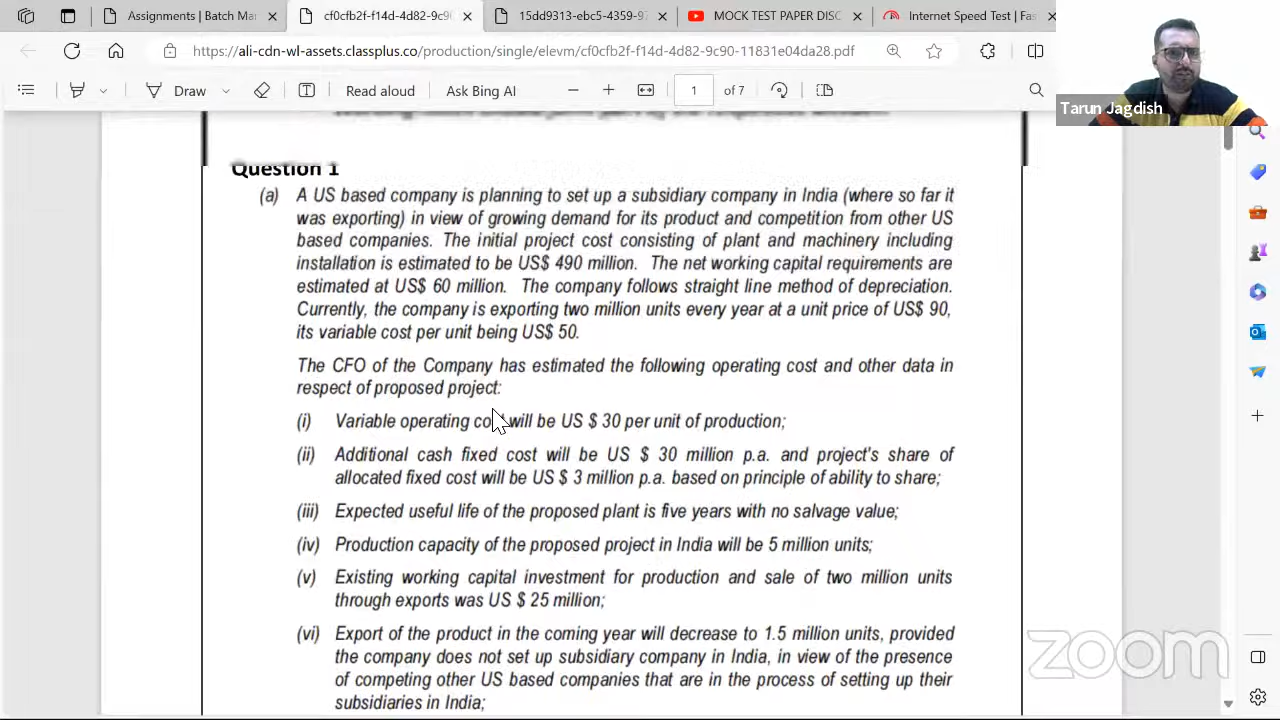 Assignments | Batch Ma
cf0cfb2f-f14d-4d82-9c90
15dd9313-ebc5-4359-9
MOCK TEST PAPER DISC
Internet Speed Test | Fas
https://ali-cdn-wl-assets.classplus.co/production/single/elevm/cf0cfb2f-f14d-4d82-9c90-11831e04da28.pdf
Draw
Read aloud
Ask Bing AI
1
of 7
Tarun Jagdish
Question 1
(a) A US based company is planning to set up a subsidiary company in India (where so far it
was exporting) in view of growing demand for its product and competition from other US
based companies. The initial project cost consisting of plant and machinery including
installation is estimated to be US$ 490 million. The net working capital requirements are
estimated at US$ 60 million. The company follows straight line method of depreciation.
Currently, the company is exporting two million units every year at a unit price of US$ 90,
its variable cost per unit being US$ 50.
The CFO of the Company has estimated the following operating cost and other data in
respect of proposed project:
(i) Variable operating cost will be US $ 30 per unit of production;
(ii) Additional cash fixed cost will be US $ 30 million p.a. and project's share of
allocated fixed cost will be US $ 3 million p.a. based on principle of ability to share;
(iii) Expected useful life of the proposed plant is five years with no salvage value;
(iv) Production capacity of the proposed project in India will be 5 million units;
(v) Existing working capital investment for production and sale of two million units
through exports was US $ 25 million;
(vi) Export of the product in the coming year will decrease to 1.5 million units, provided
the company does not set up subsidiary company in India, in view of the presence
of competing other US based companies that are in the process of setting up their
subsidiaries in India;
zoom